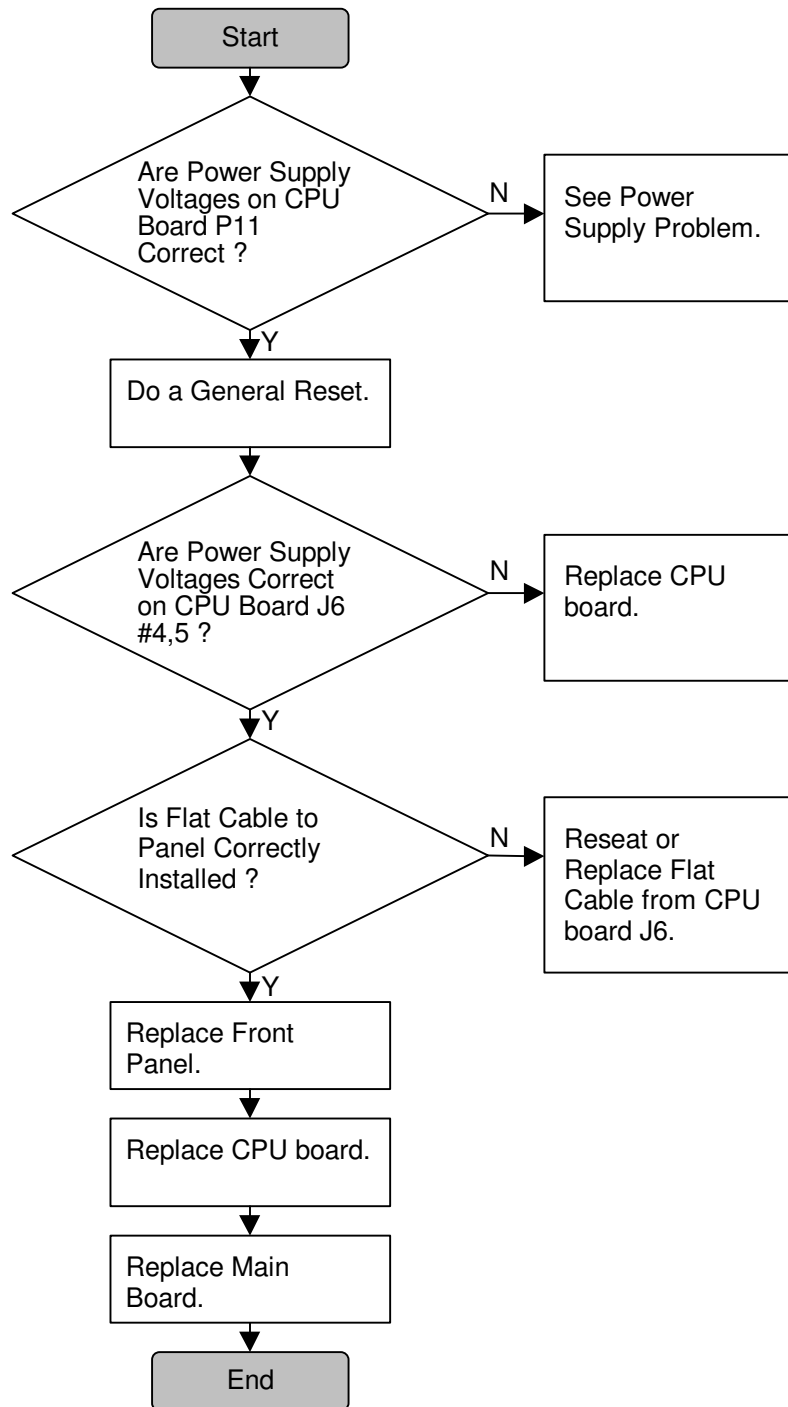 Start
Are Power Supply
Voltages on CPU
Board P11
Correct ?
N
See Power
Supply Problem.
Y
Do a General Reset.
Are Power Supply
Voltages Correct
on CPU Board J6
#4,5 ?
N
Replace CPU
board.
Y
Is Flat Cable to
Panel Correctly
Installed ?
N
Reseat or
Replace Flat
Cable from CPU
board J6.
Y
Replace Front
Panel.
Replace CPU board.
Replace Main
Board.
End